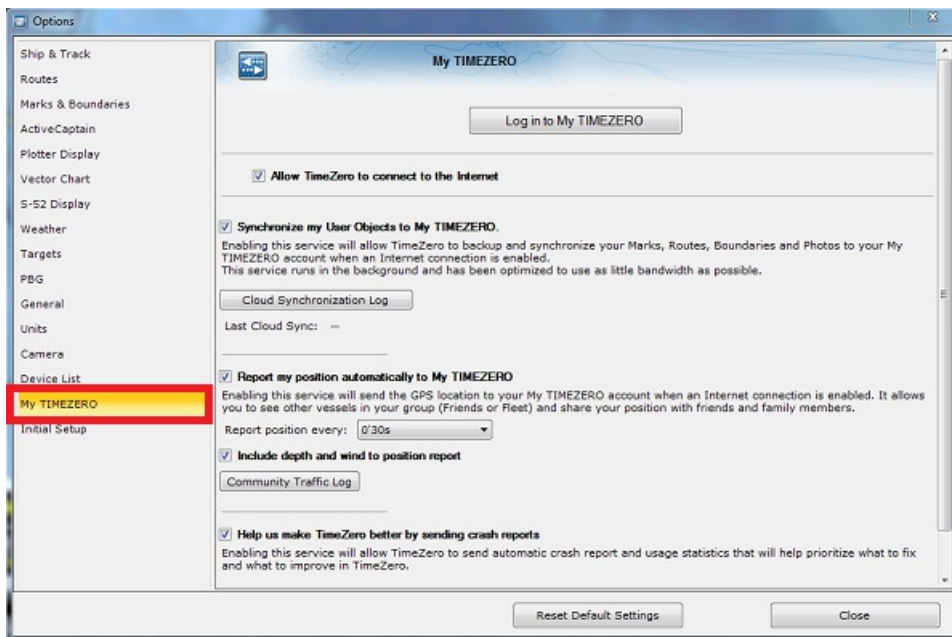 Options
Ship & Track
Routes
Marks & Boundaries
ActiveCaptain
Plotter Display
Vector Chart
S-52 Display
Weather
Targets
PBG
General
Units
Camera
Device List
My TIMEZERO
Initial Setup
My TIMEZERO
Log in to My TIMEZERO
Allow TimeZero to connect to the Internet
Synchronize my User Objects to My TIMEZERO.
Enabling this service will allow TimeZero to backup and synchronize your Marks, Routes, Boundaries and Photos to your My
TIMEZERO account when an Internet connection is enabled.
This service runs in the background and has been optimized to use as little bandwidth as possible.
Cloud Synchronization Log
Last Cloud Sync: --
Report my position automatically to My TIMEZERO
Enabling this service will send the GPS location to your My TIMEZERO account when an Internet connection is enabled. It allows
you to see other vessels in your group (Friends or Fleet) and share your position with friends and family members.
Report position every: 0'30s
Include depth and wind to position report
Community Traffic Log
Help us make TimeZero better by sending crash reports
Enabling this service will allow TimeZero to send automatic crash report and usage statistics that will help prioritize what to fix
and what to improve in TimeZero.
Reset Default Settings
Close